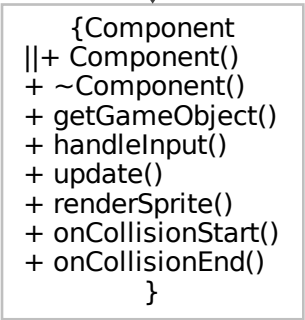 {Component
||+ Component()
+ ~Component()
+ getGameObject()
+ handleInput()
+ update()
+ renderSprite()
+ onCollisionStart()
+ onCollisionEnd()
}